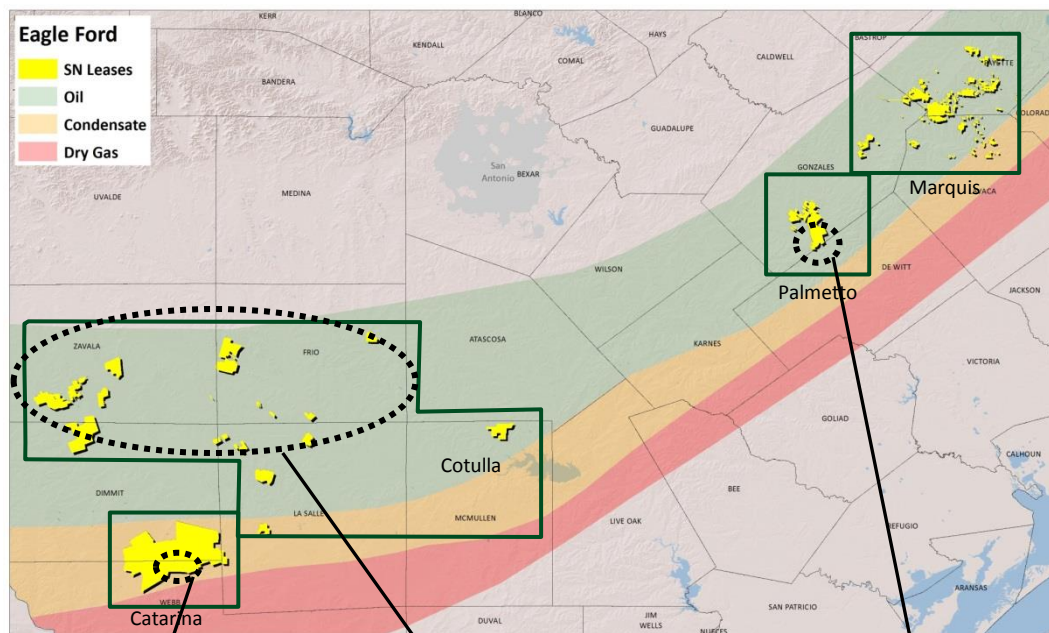 Eagle Ford
SN Leases
Oil
Condensate
Dry Gas
KERR
BLANCO
HAYS
BASTROP
KENDALL
COMAL
CALDWELL
BANDERA
COLORAD
GUADALUPE
San
Antonio
BEXAR
GONZALES
UVALDE
MEDINA
Marquis
WILSON
DE WITT
Palmetto
JACKSON
ZAVALA
FRIO
ATASCOSA
KARNES
VICTORIA
GOLIAD
CALHOUN
Cotulla
DIMMIT
BEE
LA SALLE
MCMULLEN
LIVE OAK
ARANSAS
WEBB
SAN PATRICIO
Catarina
DUVAL
JIM
WELLS
NUECES